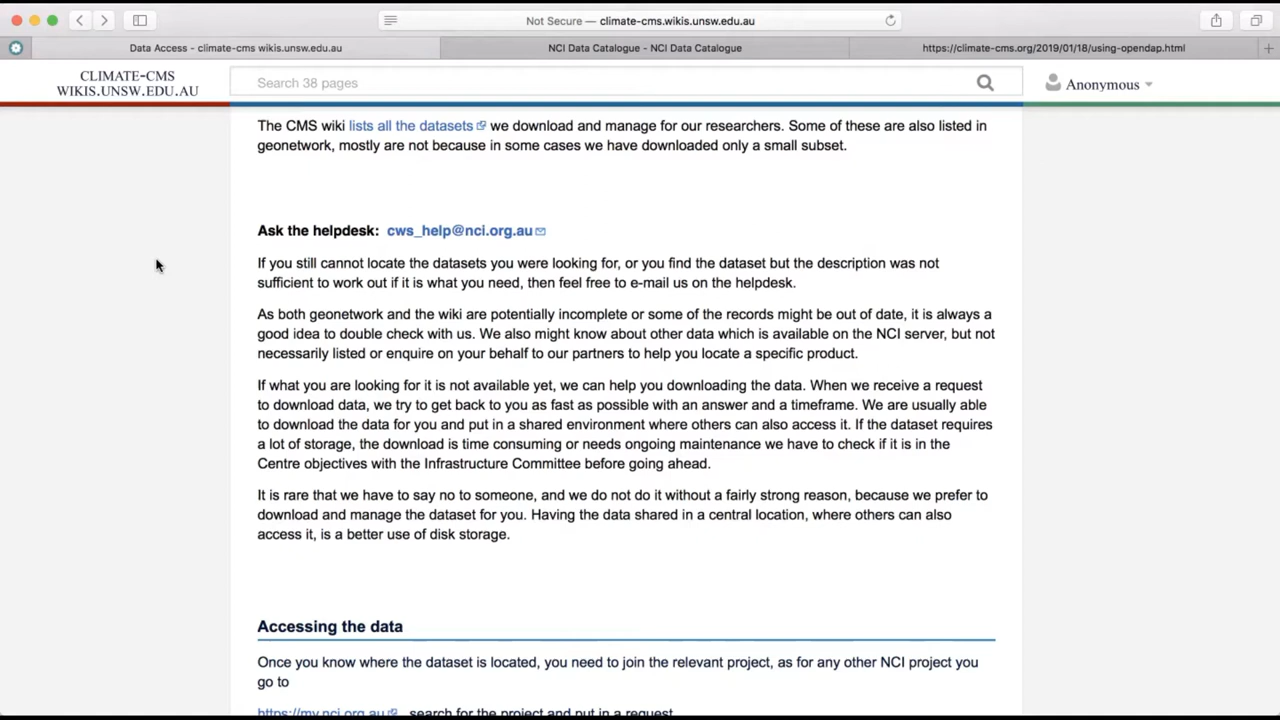 Not Secure — climate-cms.wikis.unsw.edu.au
Data Access - climate-cms wikis.unsw.edu.au
NCI Data Catalogue - NCI Data Catalogue
https://climate-cms.org/2019/01/18/using-opendap.html
CLIMATE-CMS
WIKIS.UNSW.EDU.AU
Search 38 pages
Anonymous
The CMS wiki lists all the datasets we download and manage for our researchers. Some of these are also listed in
geonetwork, mostly are not because in some cases we have downloaded only a small subset.
Ask the helpdesk: cws_help@nci.org.au
If you still cannot locate the datasets you were looking for, or you find the dataset but the description was not
sufficient to work out if it is what you need, then feel free to e-mail us on the helpdesk.
As both geonetwork and the wiki are potentially incomplete or some of the records might be out of date, it is always a
good idea to double check with us. We also might know about other data which is available on the NCI server, but not
necessarily listed or enquire on your behalf to our partners to help you locate a specific product.
If what you are looking for it is not available yet, we can help you downloading the data. When we receive a request
to download data, we try to get back to you as fast as possible with an answer and a timeframe. We are usually able
to download the data for you and put in a shared environment where others can also access it. If the dataset requires
a lot of storage, the download is time consuming or needs ongoing maintenance we have to check if it is in the
Centre objectives with the Infrastructure Committee before going ahead.
It is rare that we have to say no to someone, and we do not do it without a fairly strong reason, because we prefer to
download and manage the dataset for you. Having the data shared in a central location, where others can also
access it, is a better use of disk storage.
Accessing the data
Once you know where the dataset is located, you need to join the relevant project, as for any other NCI project you
go to
https://my.nci.org.au , search for the project and put in a request